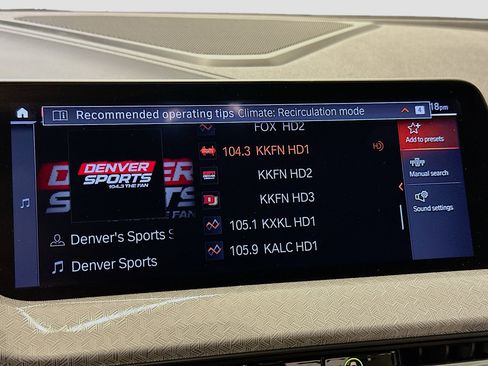 Recommended operating tips Climate: Recirculation mode
4
18pm
FOX HD2
104.3 KKFN HD1
KKFN HD2
KKFN HD3
105.1 KXKL HD1
105.9 KALC HD1
DENVER
SPORTS
104.3 THE FAN
Denver's Sports S
Denver Sports
Add to presets
Manual search
Sound settings